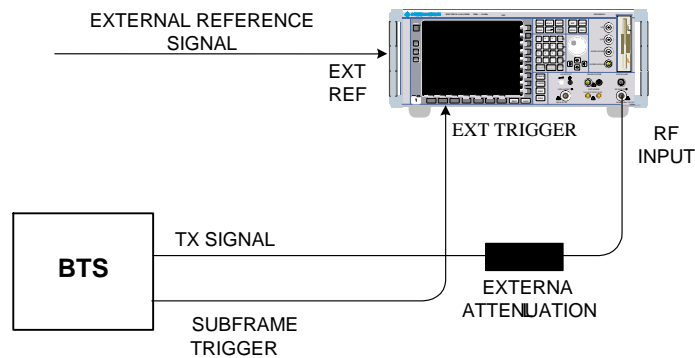 EXTERNAL REFERENCE
SIGNAL
EXT
REF
EXT TRIGGER
RF
INPUT
BTS
TX SIGNAL
EXTERNA
ATTENUATION
L
SUBFRAME
TRIGGER